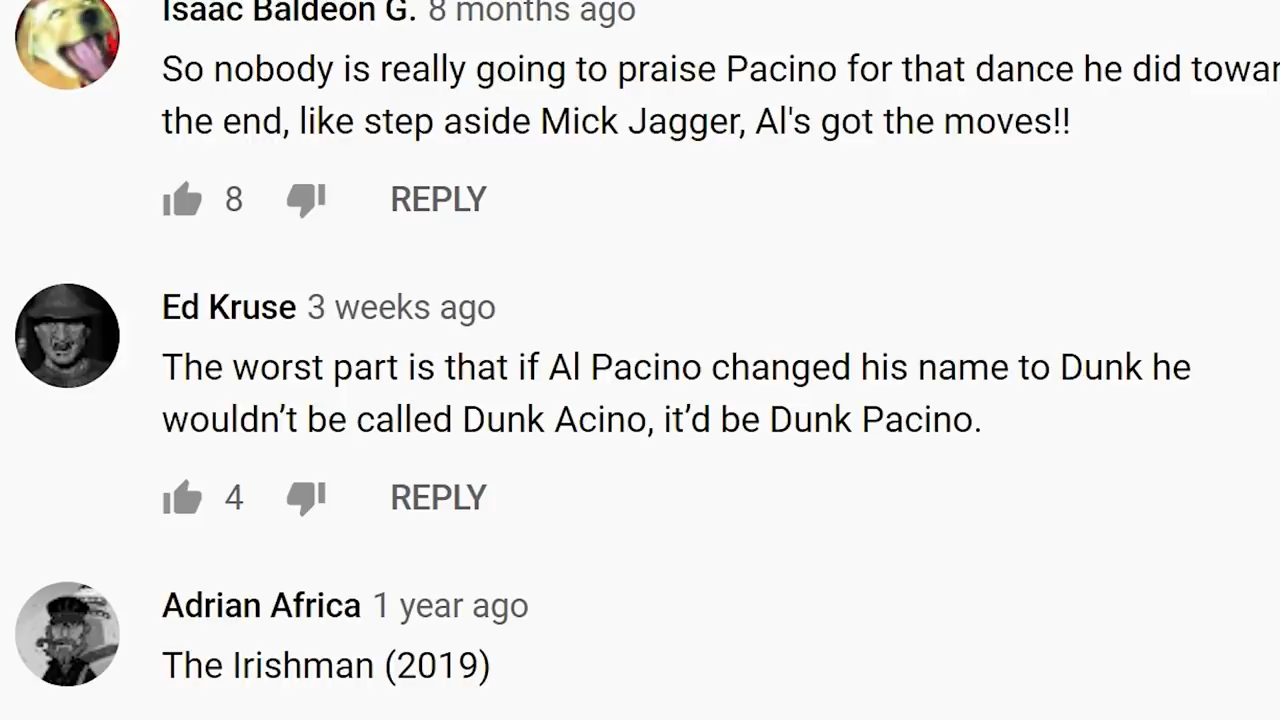 Isaac Baldeon G. 8 months ago
So nobody is really going to praise Pacino for that dance he did towar
the end, like step aside Mick Jagger, Al's got the moves!!
8 REPLY
Ed Kruse 3 weeks ago
The worst part is that if Al Pacino changed his name to Dunk he
wouldn’t be called Dunk Acino, it’d be Dunk Pacino.
4 REPLY
Adrian Africa 1 year ago
The Irishman (2019)